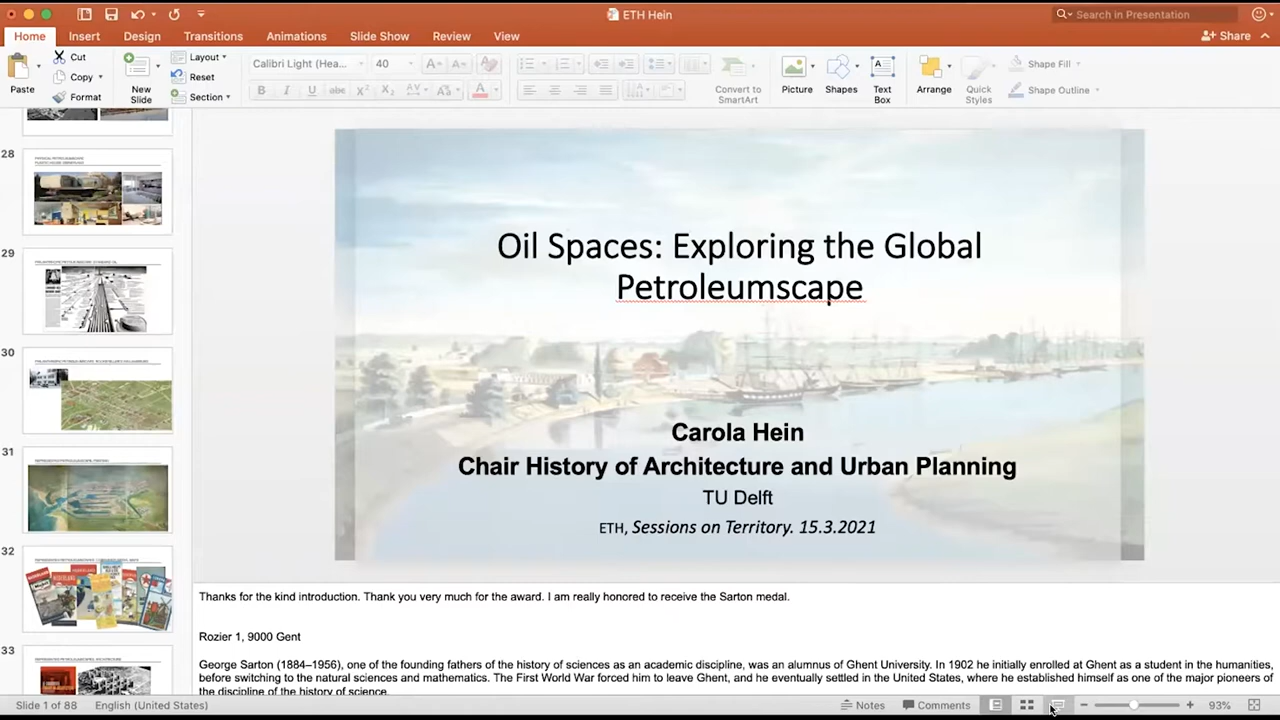 ETH Hein
Search in Presentation
Home Insert Design Transitions Animations Slide Show Review View
Share
Paste
Cut
Copy
Format
New Slide
Layout
Reset
Section
Calibri Light (Hea... 40
Convert to SmartArt
Picture
Shapes
Text Box
Arrange
Quick Styles
Shape Fill
Shape Outline
28
29
30
31
32
33
Oil Spaces: Exploring the Global
Petroleumscape
Carola Hein
Chair History of Architecture and Urban Planning
TU Delft
ETH, Sessions on Territory. 15.3.2021
Thanks for the kind introduction. Thank you very much for the award. I am really honored to receive the Sarton medal.
Rozier 1, 9000 Gent
George Sarton (1884–1956), one of the founding fathers of the history of sciences as an academic discipline, was an alumnus of Ghent University. In 1902 he initially enrolled at Ghent as a student in the humanities,
before switching to the natural sciences and mathematics. The First World War forced him to leave Ghent, and he eventually settled in the United States, where he established himself as one of the major pioneers of
the discipline of the history of science.
Slide 1 of 88 English (United States) Notes Comments 93%